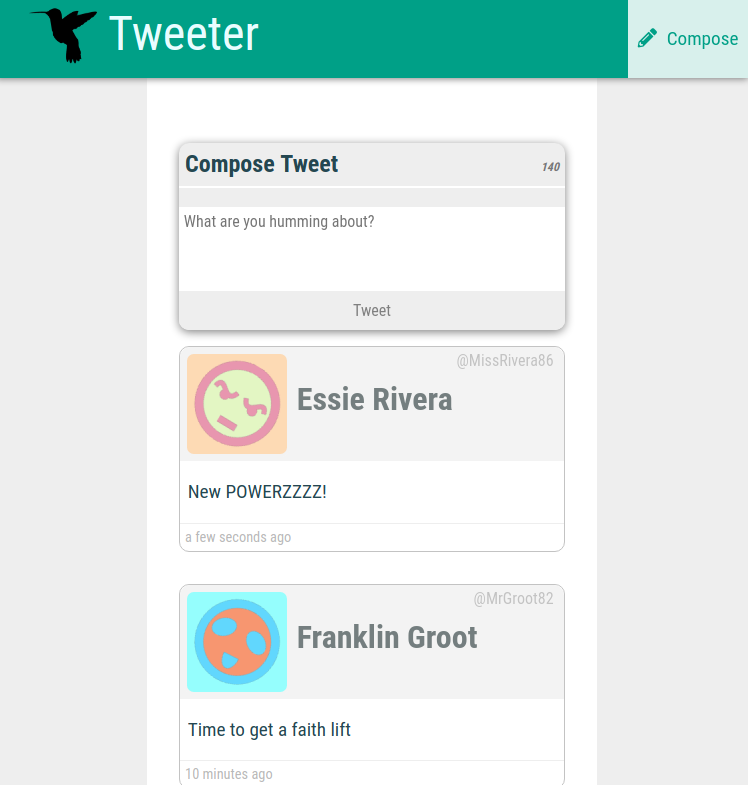 Tweeter
Compose
Compose Tweet
140
What are you humming about?
Tweet
@MissRivera86
Essie Rivera
New POWERZZZZ!
a few seconds ago
@MrGroot82
Franklin Groot
Time to get a faith lift
10 minutes ago